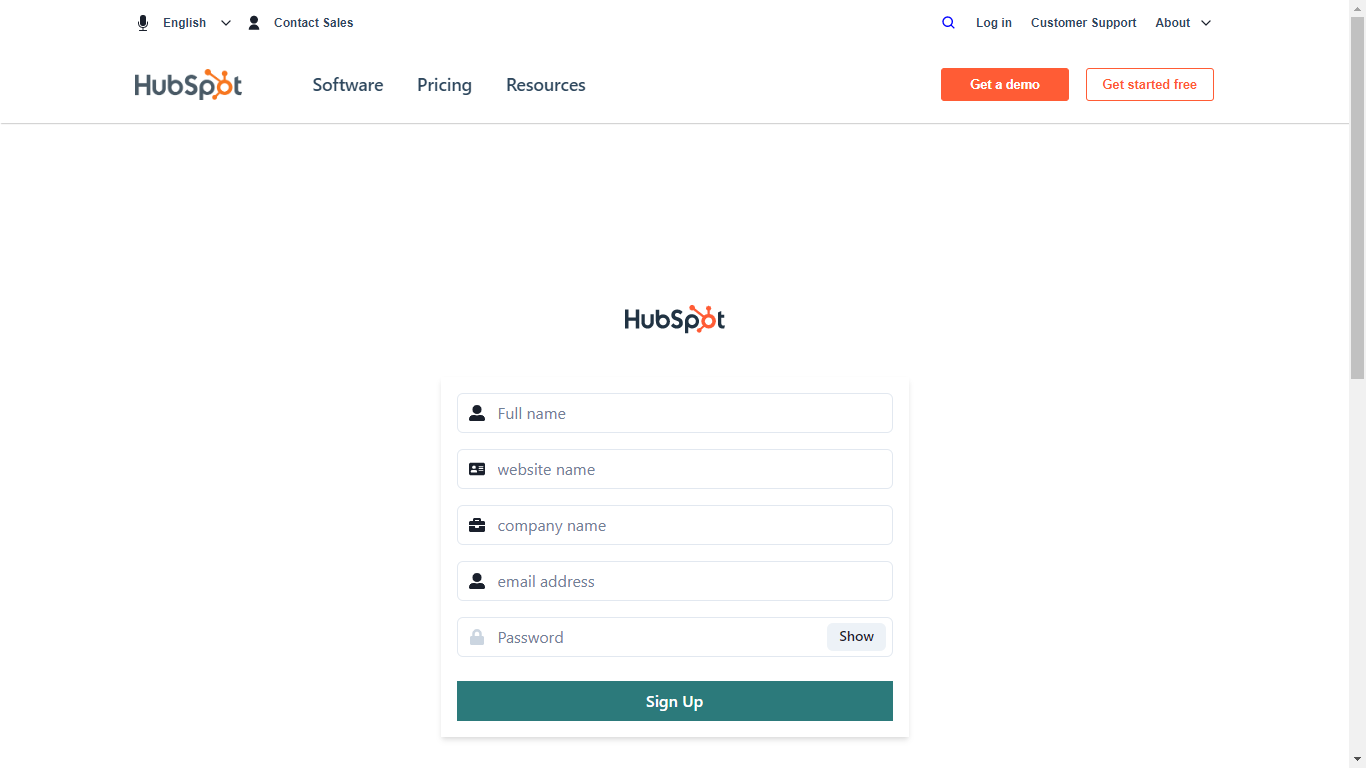 English Contact Sales Log in Customer Support About
HubSpot Software Pricing Resources Get a demo Get started free
HubSpot
Full name
website name
company name
email address
Password Show
Sign Up